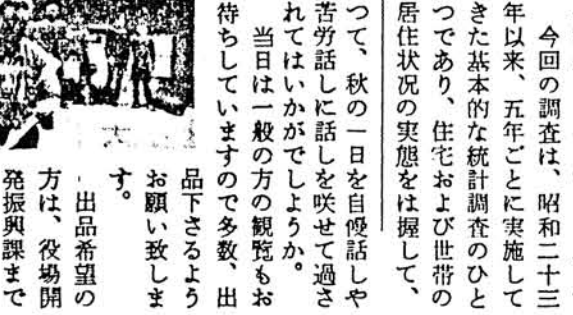 今回の調査は、昭和二十三
年以来、五年ごとに実施して
きた基本的な統計調査のひと
つであり、住宅および世帯の
居住状況の実態をは握して、
つて、秋の一日を自慢話しや
苦労話しに話しを咲せて過さ
れてはいかがでしょうか。
当日は一般の方の観覧もお
待ちしていますので多数、出
品下さるよう
お願い致しま
す。
出品希望の
方は、役場開
発振興課まで